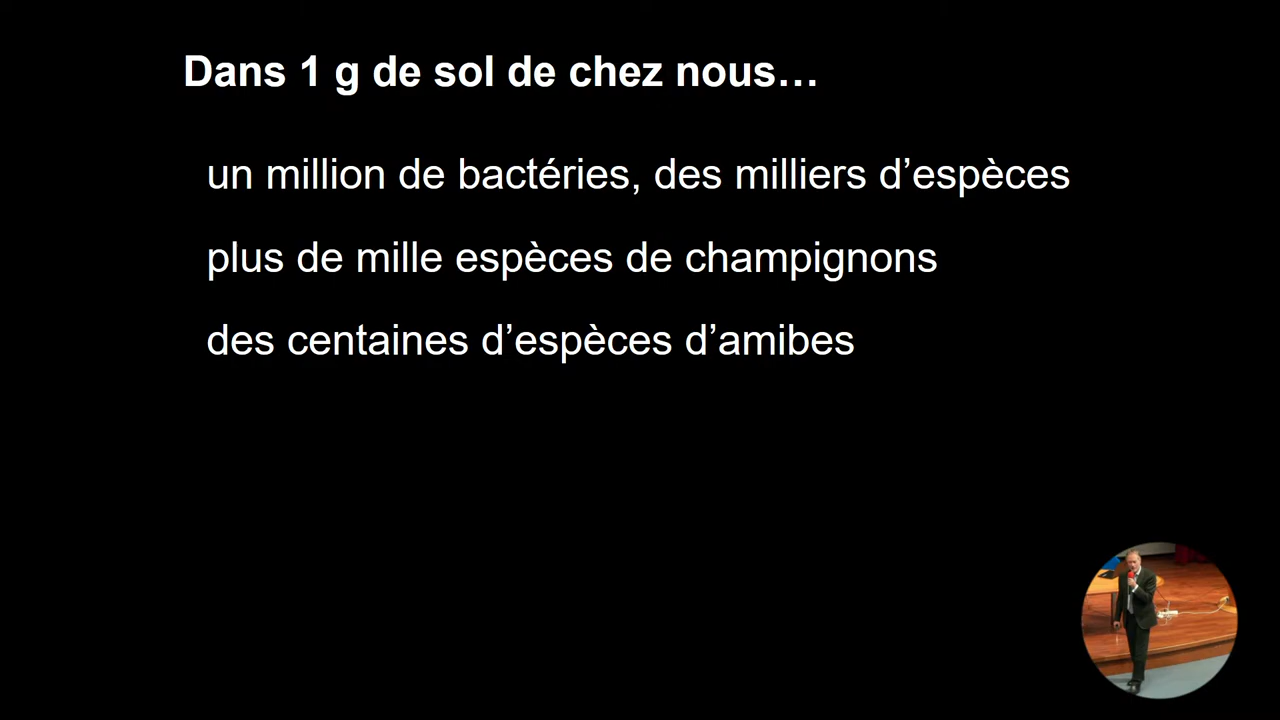 Dans 1 g de sol de chez nous…
un million de bactéries, des milliers d’espèces
plus de mille espèces de champignons
des centaines d’espèces d’amibes